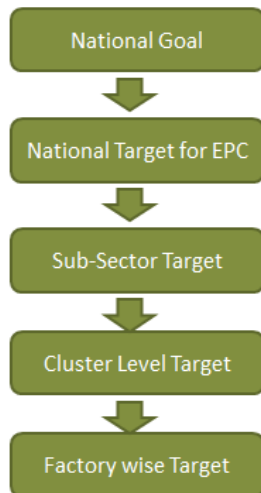 National Goal
National Target for EPC
Sub-Sector Target
Cluster Level Target
Factory wise Target